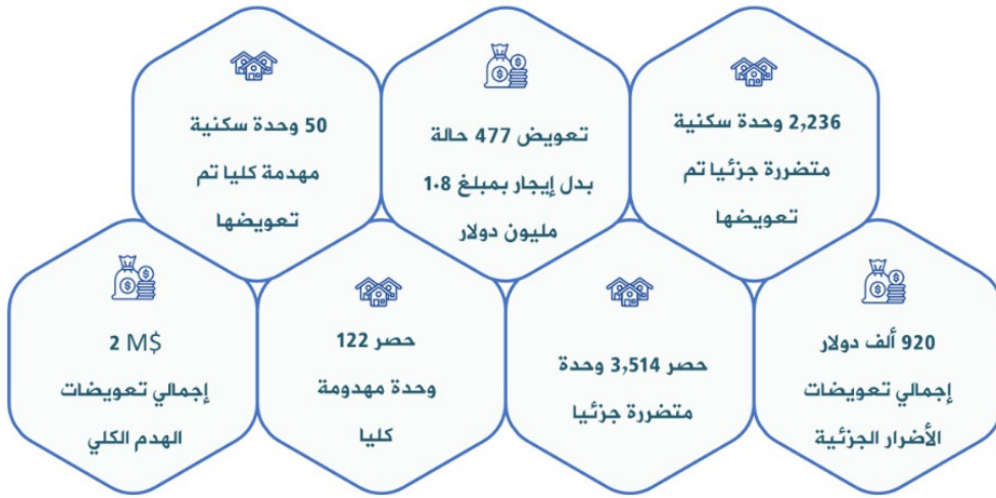 2,236 وحدة سكنية
متضررة جزئيا تم
تعويضها
تعويض 477 حالة
بدل إيجار بمبلغ 1.8
مليون دولار
50 وحدة سكنية
مهدمة كليا تم
تعويضها
920 ألف دولار
إجمالي تعويضات
الأضرار الجزئية
حصر 3,514 وحدة
متضررة جزئيا
حصر 122
وحدة مهدومة
كليا
2 M$
إجمالي تعويضات
الهدم الكلي